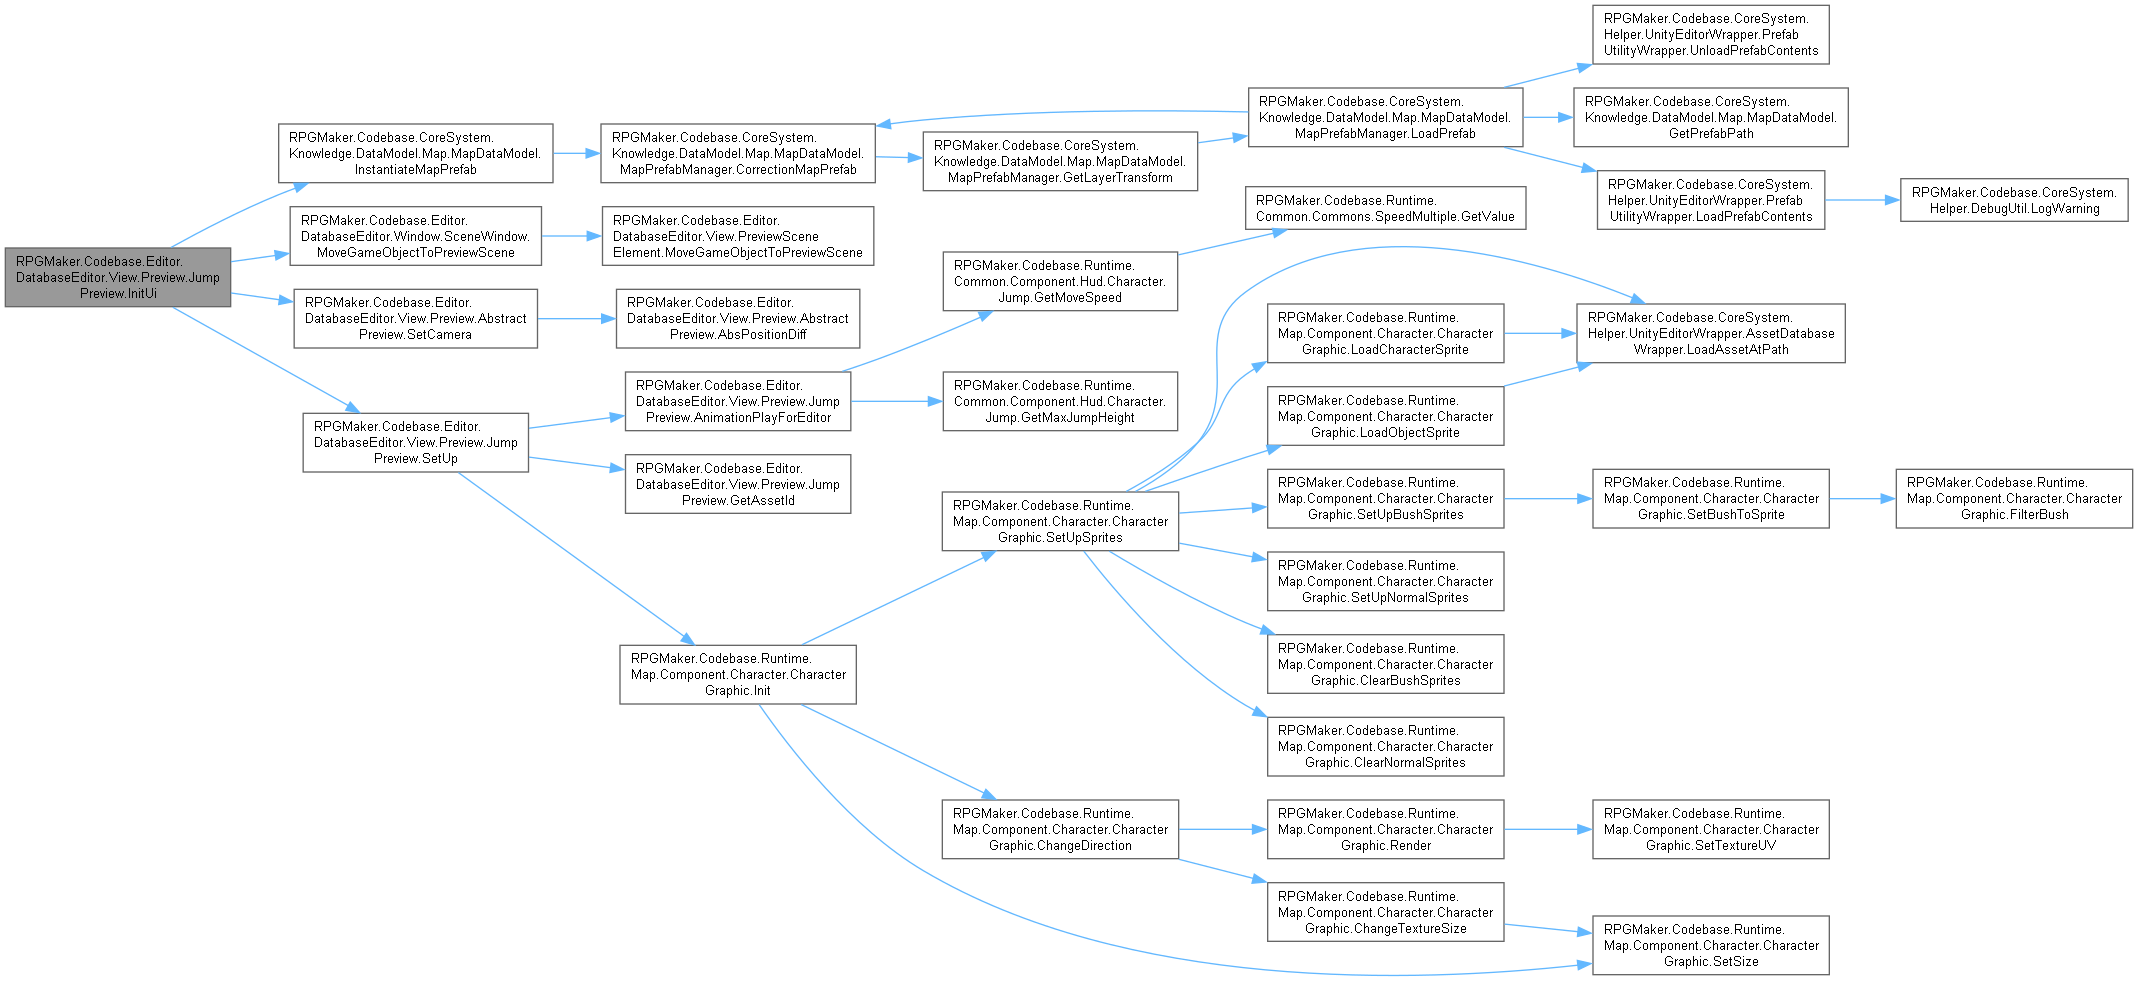 RPGMaker.Codebase.Editor.
DatabaseEditor.View.Preview.Jump
Preview.InitUi
RPGMaker.Codebase.CoreSystem.
Knowledge.DataModel.Map.MapDataModel.
InstantiateMapPrefab
RPGMaker.Codebase.Editor.
DatabaseEditor.Window.SceneWindow.
MoveGameObjectToPreviewScene
RPGMaker.Codebase.Editor.
DatabaseEditor.View.Preview.Abstract
Preview.SetCamera
RPGMaker.Codebase.Editor.
DatabaseEditor.View.Preview.Jump
Preview.SetUp
RPGMaker.Codebase.CoreSystem.
Knowledge.DataModel.Map.MapDataModel.
MapPrefabManager.CorrectionMapPrefab
RPGMaker.Codebase.Editor.
DatabaseEditor.View.PreviewScene
Element.MoveGameObjectToPreviewScene
RPGMaker.Codebase.Editor.
DatabaseEditor.View.Preview.Abstract
Preview.AbsPositionDiff
RPGMaker.Codebase.Editor.
DatabaseEditor.View.Preview.Jump
Preview.AnimationPlayForEditor
RPGMaker.Codebase.Editor.
DatabaseEditor.View.Preview.Jump
Preview.GetAssetId
RPGMaker.Codebase.Runtime.
Map.Component.Character.Character
Graphic.Init
RPGMaker.Codebase.CoreSystem.
Knowledge.DataModel.Map.MapDataModel.
MapPrefabManager.GetLayerTransform
RPGMaker.Codebase.Runtime.
Common.Component.Hud.Character.
Jump.GetMoveSpeed
RPGMaker.Codebase.Runtime.
Common.Component.Hud.Character.
Jump.GetMaxJumpHeight
RPGMaker.Codebase.Runtime.
Map.Component.Character.Character
Graphic.SetUpSprites
RPGMaker.Codebase.Runtime.
Map.Component.Character.Character
Graphic.ChangeDirection
RPGMaker.Codebase.CoreSystem.
Knowledge.DataModel.Map.MapDataModel.
MapPrefabManager.LoadPrefab
RPGMaker.Codebase.Runtime.
Common.Commons.SpeedMultiple.GetValue
RPGMaker.Codebase.Runtime.
Map.Component.Character.Character
Graphic.LoadCharacterSprite
RPGMaker.Codebase.Runtime.
Map.Component.Character.Character
Graphic.LoadObjectSprite
RPGMaker.Codebase.Runtime.
Map.Component.Character.Character
Graphic.SetUpBushSprites
RPGMaker.Codebase.Runtime.
Map.Component.Character.Character
Graphic.SetUpNormalSprites
RPGMaker.Codebase.Runtime.
Map.Component.Character.Character
Graphic.ClearBushSprites
RPGMaker.Codebase.Runtime.
Map.Component.Character.Character
Graphic.ClearNormalSprites
RPGMaker.Codebase.Runtime.
Map.Component.Character.Character
Graphic.Render
RPGMaker.Codebase.Runtime.
Map.Component.Character.Character
Graphic.ChangeTextureSize
RPGMaker.Codebase.CoreSystem.
Helper.UnityEditorWrapper.Prefab
UtilityWrapper.UnloadPrefabContents
RPGMaker.Codebase.CoreSystem.
Knowledge.DataModel.Map.MapDataModel.
GetPrefabPath
RPGMaker.Codebase.CoreSystem.
Helper.UnityEditorWrapper.Prefab
UtilityWrapper.LoadPrefabContents
RPGMaker.Codebase.CoreSystem.
Helper.UnityEditorWrapper.AssetDatabase
Wrapper.LoadAssetAtPath
RPGMaker.Codebase.Runtime.
Map.Component.Character.Character
Graphic.SetBushToSprite
RPGMaker.Codebase.Runtime.
Map.Component.Character.Character
Graphic.SetTextureUV
RPGMaker.Codebase.Runtime.
Map.Component.Character.Character
Graphic.SetSize
RPGMaker.Codebase.CoreSystem.
Helper.DebugUtil.LogWarning
RPGMaker.Codebase.Runtime.
Map.Component.Character.Character
Graphic.FilterBush